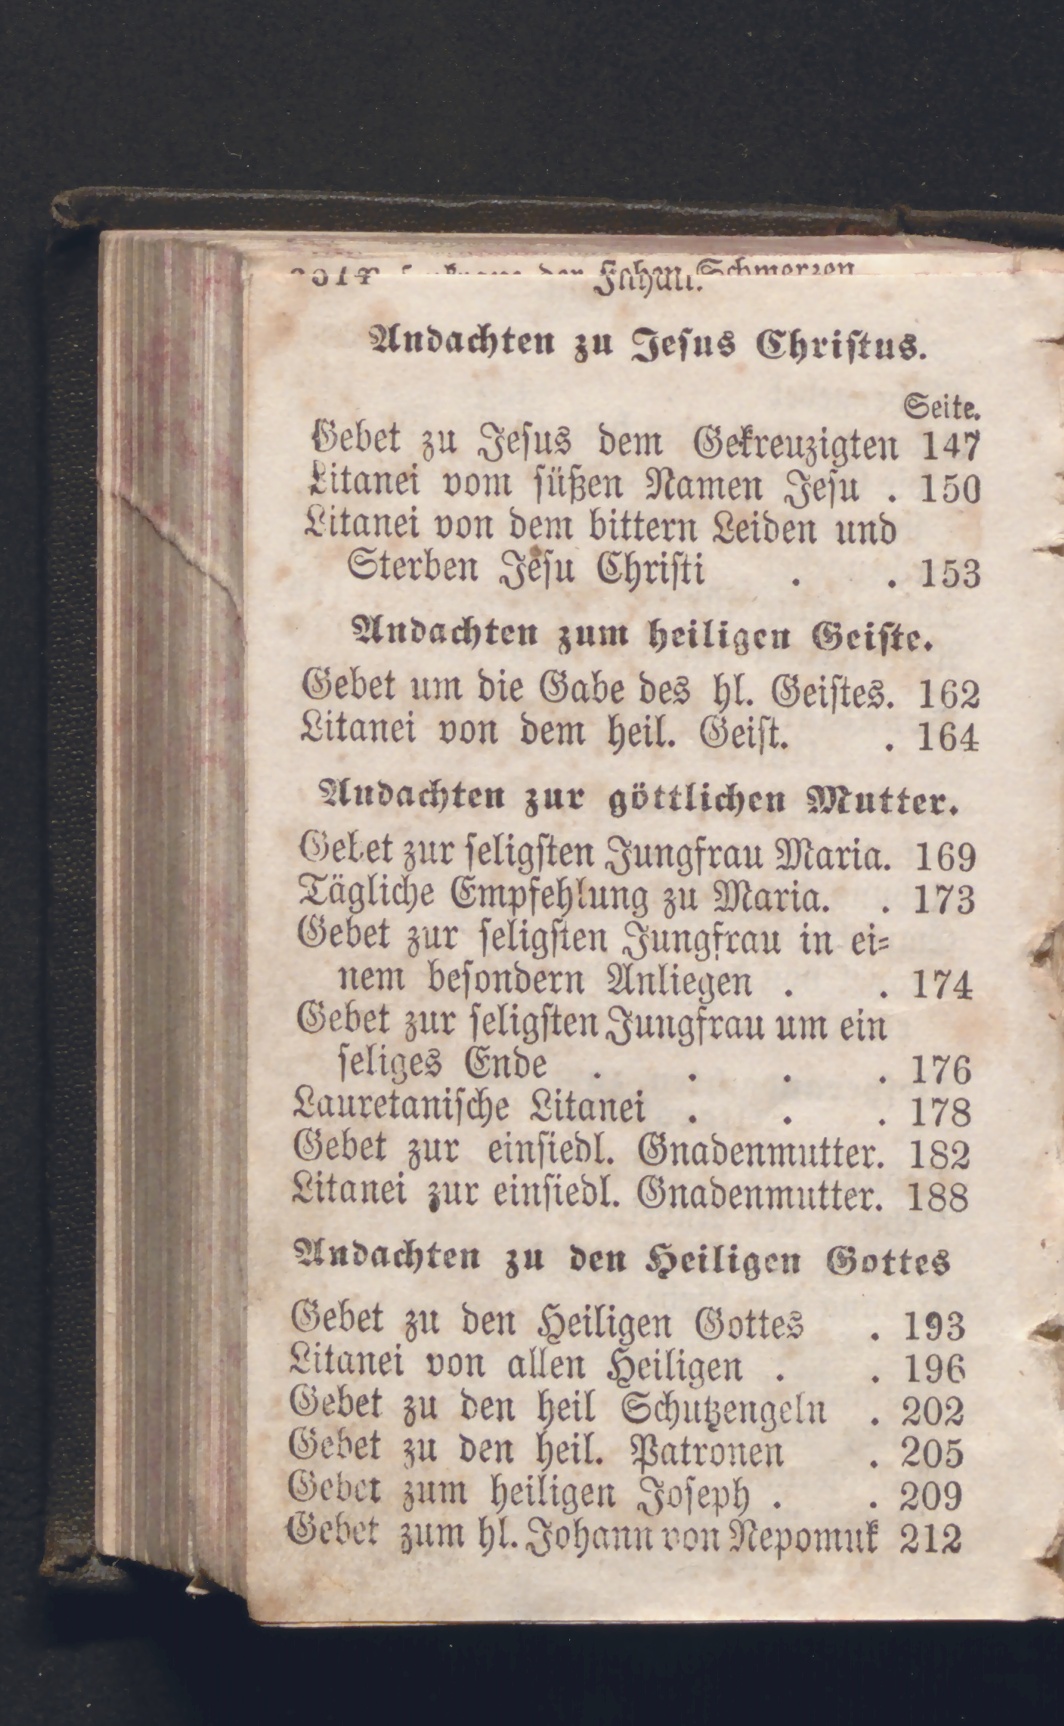 Andachten zu Jesus Christus.
Seite.
Gebet zu Jesus dem Gekreuzigten 147
Litanei vom süßen Namen Jesu . 150
Litanei von dem bittern Leiden und
Sterben Jesu Christi . . 153
Andachten zum heiligen Geiste.
Gebet um die Gabe des hl. Geistes. 162
Litanei von dem heil. Geist. . 164
Andachten zur göttlichen Mutter.
Gebet zur seligsten Jungfrau Maria. 169
Tägliche Empfehlung zu Maria. . 173
Gebet zur seligsten Jungfrau in ei=
nem besondern Anliegen . . 174
Gebet zur seligsten Jungfrau um ein
seliges Ende . . . . 176
Lauretanische Litanei . . . 178
Gebet zur einsiedl. Gnadenmutter. 182
Litanei zur einsiedl. Gnadenmutter. 188
Andachten zu den Heiligen Gottes
Gebet zu den Heiligen Gottes . 193
Litanei von allen Heiligen . . 196
Gebet zu den heil Schutzengeln . 202
Gebet zu den heil. Patronen . 205
Gebet zum heiligen Joseph . . 209
Gebet zum hl. Johann von Nepomuk 212